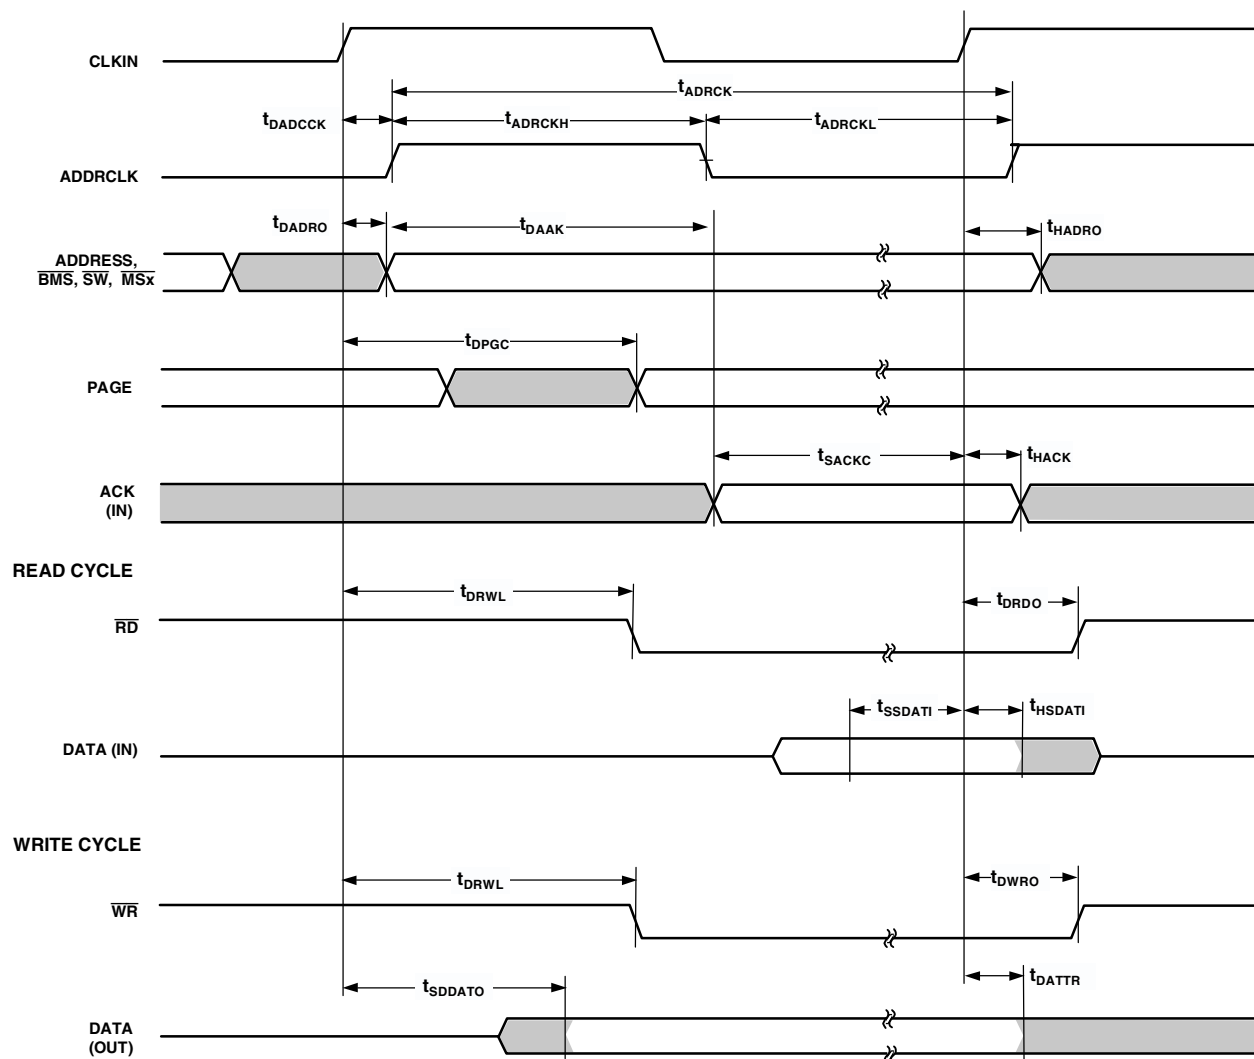 CLKIN
tADRCK
tDADCCK
tADRCKH
tADRCKL
ADDRCLK
tDADRO
tDAAK
tHADRO
ADDRESS,
BMS, SW, MSx
tDPGC
PAGE
tSACKC
tHACK
ACK
(IN)
READ CYCLE
tDRWL
tDRDO
RD
tSSDATI
tHSDATI
DATA (IN)
WRITE CYCLE
tDRWL
tDWRO
WR
tSDDATO
tDATTR
DATA
(OUT)